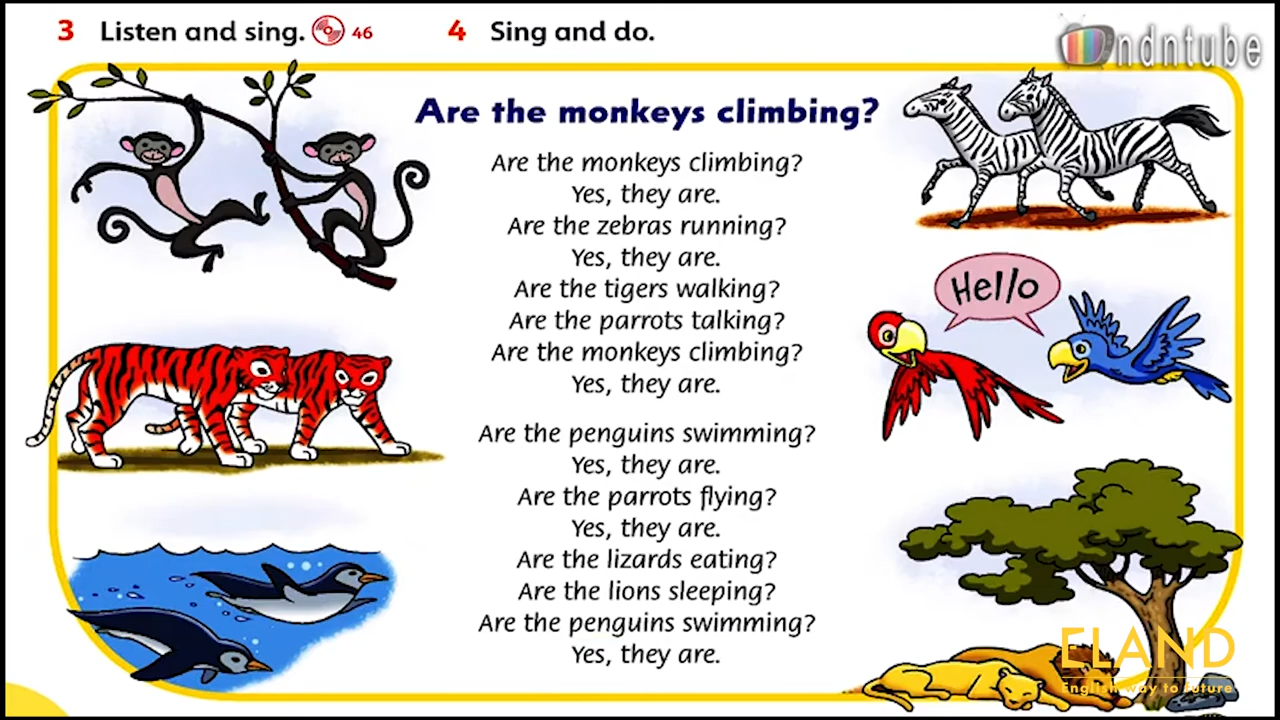 3 Listen and sing. 46 4 Sing and do.
ndntube
Are the monkeys climbing?
Are the monkeys climbing?
Yes, they are.
Are the zebras running?
Yes, they are.
Are the tigers walking?
Are the parrots talking?
Are the monkeys climbing?
Yes, they are.
Hello
Are the penguins swimming?
Yes, they are.
Are the parrots flying?
Yes, they are.
Are the lizards eating?
Are the lions sleeping?
Are the penguins swimming?
Yes, they are.
ELAND
English way to future